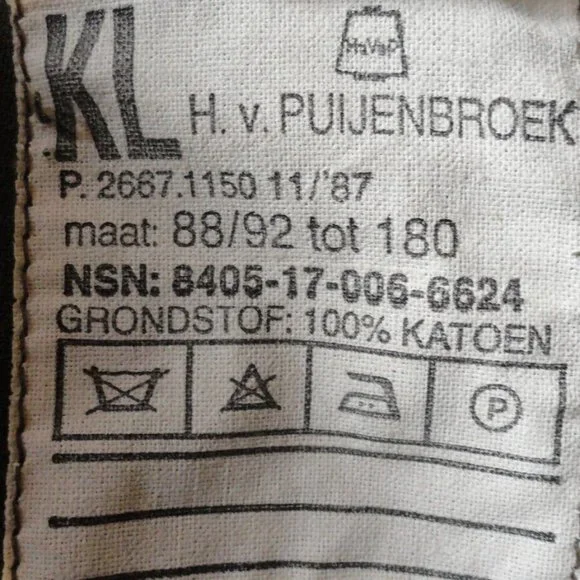 KL
HaVeP
H. v. PUIJENBROEK
P. 2667.1150 11/'87
maat: 88/92 tot 180
NSN: 8405-17-006-6624
GRONDSTOF: 100% KATOEN
P